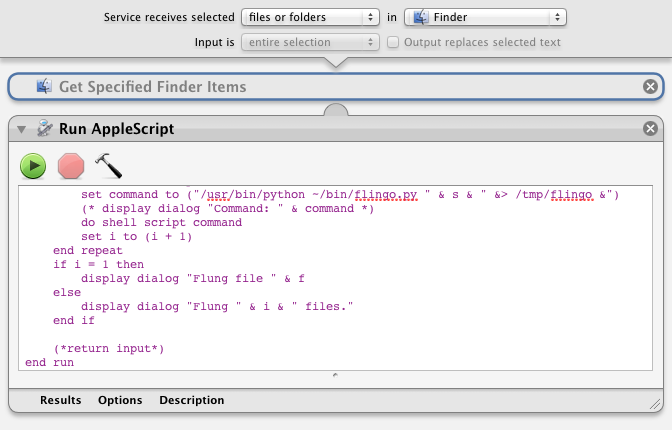 Service receives selected files or folders in Finder
Input is entire selection Output replaces selected text
Get Specified Finder Items
Run AppleScript
set command to ("/usr/bin/python ~/bin/flingo.py " & s & " &> /tmp/flingo &")
(* display dialog "Command: " & command *)
do shell script command
set i to (i + 1)
end repeat
if i = 1 then
display dialog "Flung file " & f
else
display dialog "Flung " & i & " files."
end if
(*return input*)
end run
Results Options Description